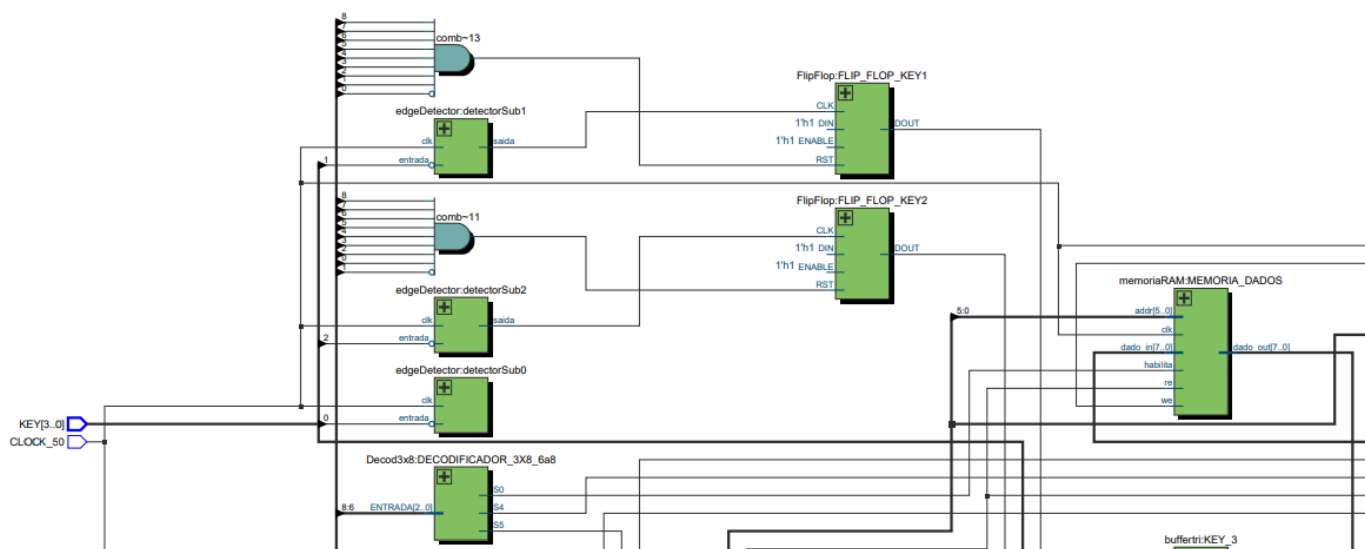 8
7
6
5
4
3
2
1
0
comb~13
FlipFlop:FLIP_FLOP_KEY1
CLK
1'h1 DIN
1'h1 ENABLE
RST
DOUT
edgeDetector:detectorSub1
clk
saida
1
entrada
8
7
6
5
4
3
2
0
1
comb~11
FlipFlop:FLIP_FLOP_KEY2
CLK
1'h1 DIN
1'h1 ENABLE
RST
DOUT
edgeDetector:detectorSub2
clk
saida
2
entrada
memoriaRAM:MEMORIA_DADOS
5:0
addr[5..0]
clk
dado_in[7..0]
dado_out[7..0]
habilita
re
we
edgeDetector:detectorSub0
clk
KEY[3..0]
0
entrada
CLOCK_50
Decod3x8:DECODIFICADOR_3X8_6a8
S0
8:6
ENTRADA[2..0]
S4
S5
buffertri:KEY_3